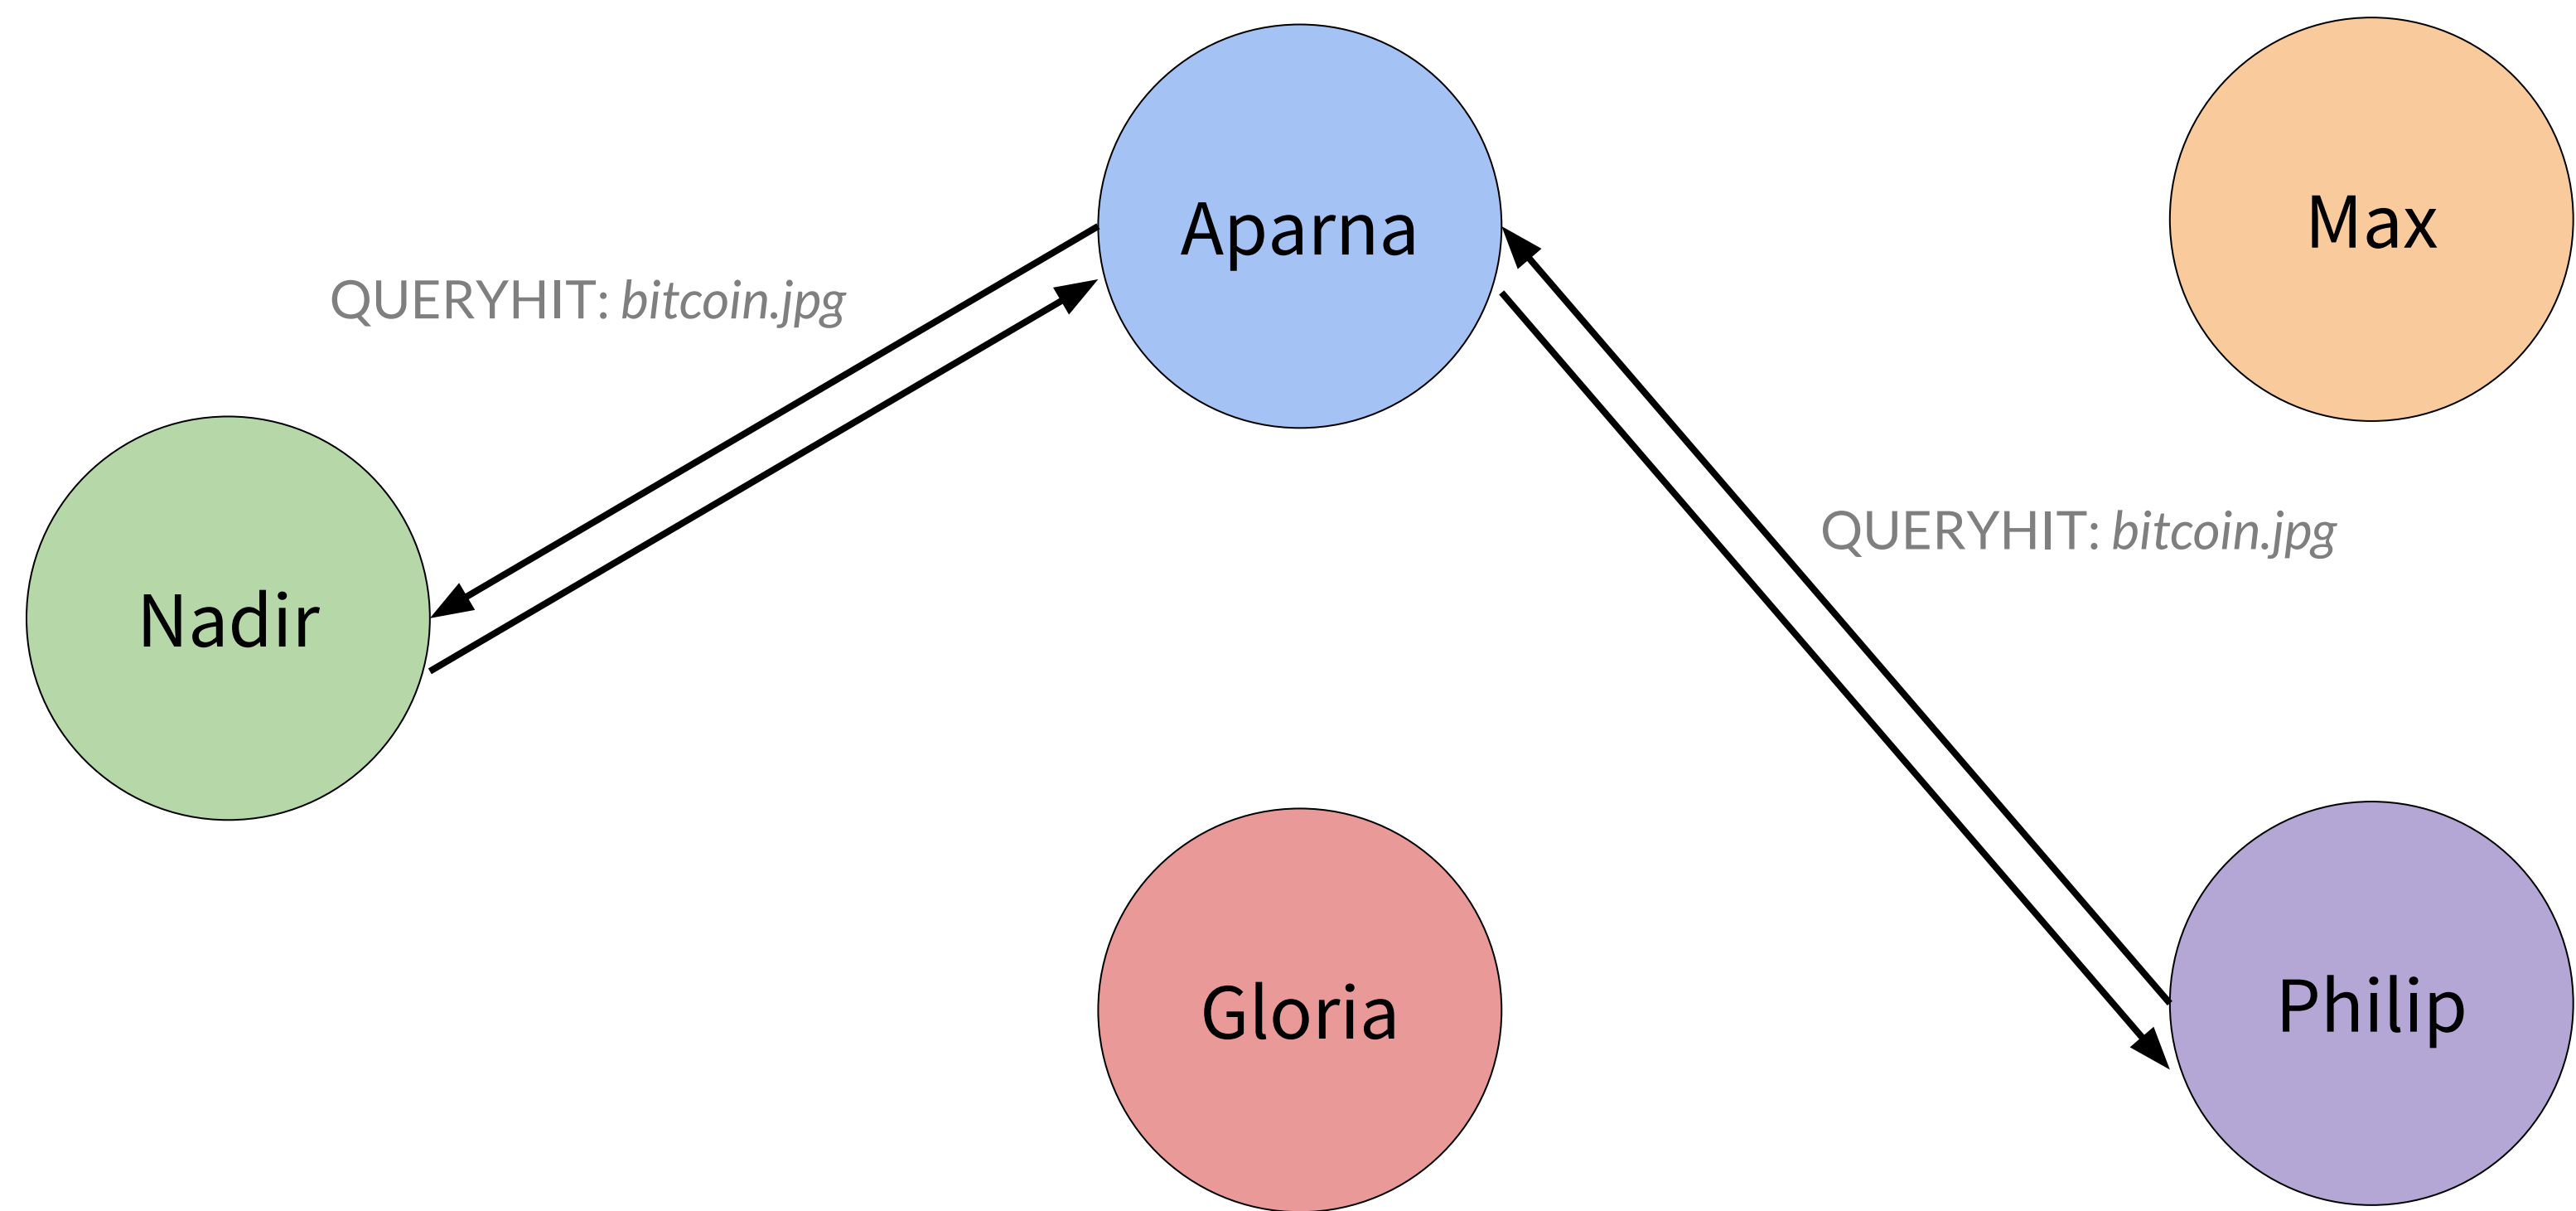 Aparna
Max
QUERYHIT: bitcoin.jpg
QUERYHIT: bitcoin.jpg
Nadir
Gloria
Philip